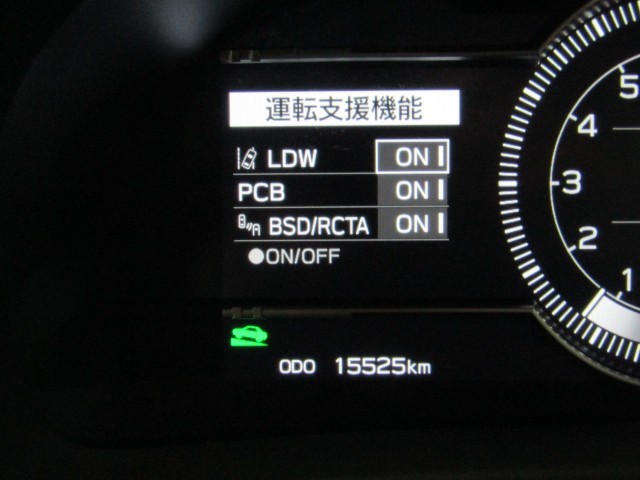 運転支援機能
LDW ON
PCB ON
BSD/RCTA ON
●ON/OFF
ODO 15525km
5
4
3
2
1